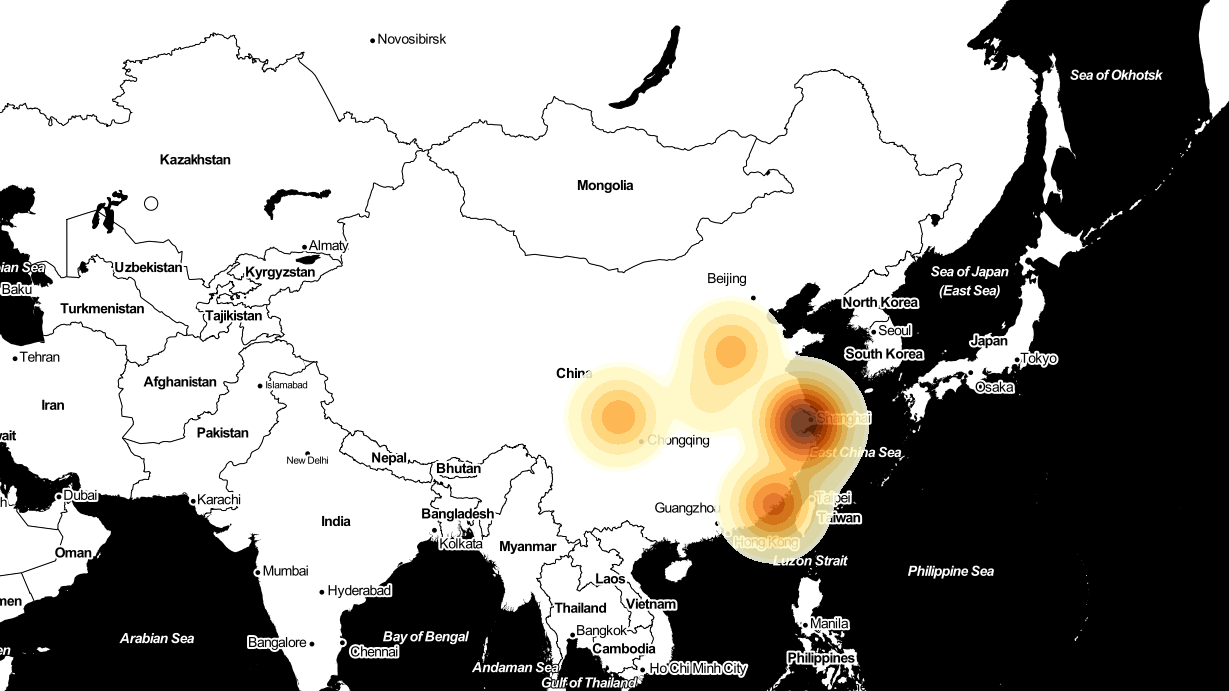 Novosibirsk
Sea of Okhotsk
Kazakhstan
Mongolia
Almaty
Uzbekistan
Kyrgyzstan
ian Sea
Baku
Beijing
Sea of Japan
(East Sea)
Turkmenistan
Tajikistan
North Korea
Seoul
Japan
South Korea
Tehran
Tokyo
Afghanistan
Islamabad
China
Osaka
Iran
Shanghai
Pakistan
wait
Chongqing
East China Sea
New Delhi
Nepal
Bhutan
Dubai
Karachi
Taipei
Guangzhou
Bangladesh
Taiwan
India
Kolkata
Myanmar
Hong Kong
Oman
Luzon Strait
Mumbai
Philippine Sea
Laos
Hyderabad
men
Thailand
Vietnam
Manila
Arabian Sea
Bay of Bengal
Bangkok
Bangalore
Chennai
Cambodia
en
Philippines
Andaman Sea
Ho Chi Minh City
Gulf of Thailand